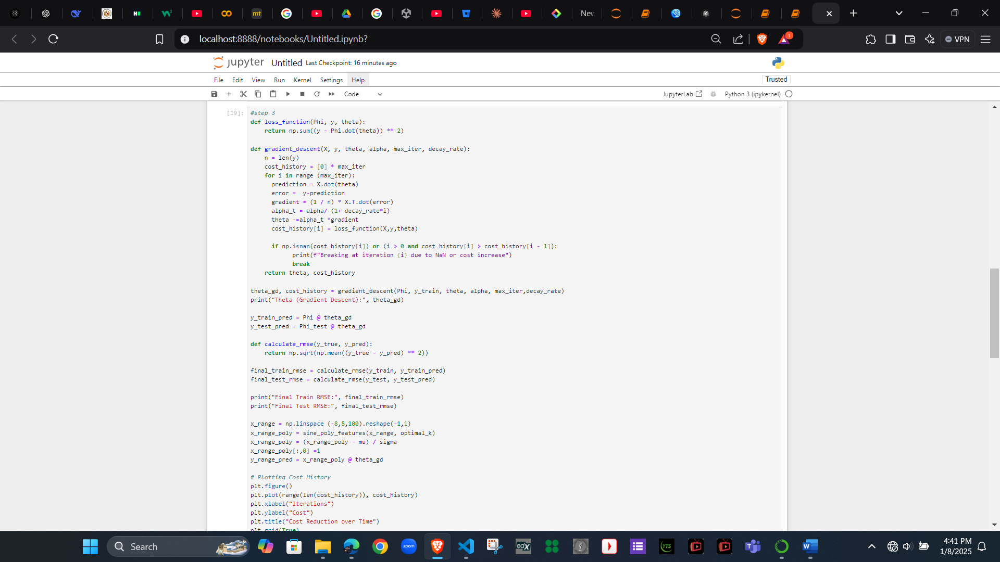 New
localhost:8888/notebooks/Untitled.ipynb?
1
VPN
jupyter Untitled Last Checkpoint: 16 minutes ago
File Edit View Run Kernel Settings Help
Trusted
Code
JupyterLab
Python 3 (ipykernel)
[19]:
#step 3
def loss_function(Phi, y, theta):
    return np.sum((y - Phi.dot(theta)) ** 2)
def gradient_descent(X, y, theta, alpha, max_iter, decay_rate):
    n = len(y)
    cost_history = [0] * max_iter
    for i in range (max_iter):
      prediction = X.dot(theta)
      error =  y-prediction
      gradient = (1 / n) * X.T.dot(error)
      alpha_t = alpha/ (1+ decay_rate*i)
      theta -=alpha_t *gradient
      cost_history[i] = loss_function(X,y,theta)
      if np.isnan(cost_history[i]) or (i > 0 and cost_history[i] > cost_history[i - 1]):
            print(f"Breaking at iteration {i} due to NaN or cost increase")
            break
    return theta, cost_history
theta_gd, cost_history = gradient_descent(Phi, y_train, theta, alpha, max_iter,decay_rate)
print("Theta (Gradient Descent):", theta_gd)
y_train_pred = Phi @ theta_gd
y_test_pred = Phi_test @ theta_gd
def calculate_rmse(y_true, y_pred):
    return np.sqrt(np.mean((y_true - y_pred) ** 2))
final_train_rmse = calculate_rmse(y_train, y_train_pred)
final_test_rmse = calculate_rmse(y_test, y_test_pred)
print("Final Train RMSE:", final_train_rmse)
print("Final Test RMSE:", final_test_rmse)
x_range = np.linspace (-8,8,100).reshape(-1,1)
x_range_poly = sine_poly_features(x_range, optimal_k)
x_range_poly = (x_range_poly - mu) / sigma
x_range_poly[:,0] =1
y_range_pred = x_range_poly @ theta_gd
# Plotting Cost History
plt.figure()
plt.plot(range(len(cost_history)), cost_history)
plt.xlabel("Iterations")
plt.ylabel("Cost")
plt.title("Cost Reduction over Time")
plt.grid(True)
Search
zoom
edX
YTS
4:41 PM
1/8/2025